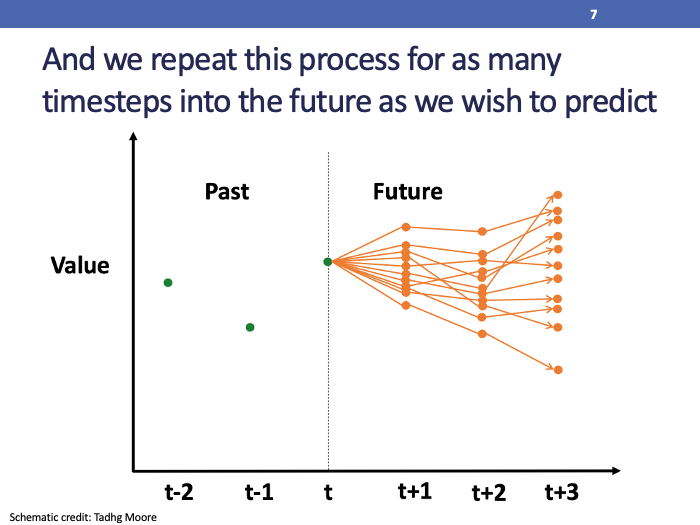 7
And we repeat this process for as many
timesteps into the future as we wish to predict
Past
Future
Value
t-2
t-1
t
t+1
t+2
t+3
Schematic credit: Tadhg Moore